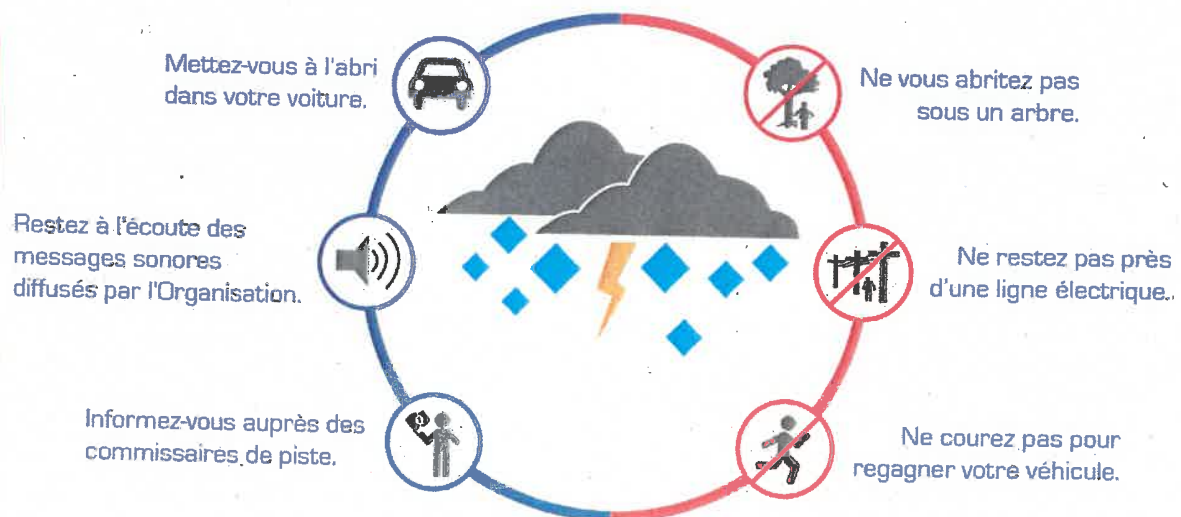 Mettez-vous à l'abri
dans votre voiture.
Ne vous abritez pas
sous un arbre.
Restez à l'écoute des
messages sonores
diffusés par l'Organisation.
Ne restez pas près
d'une ligne électrique.
Informez-vous auprès des
commissaires de piste.
Ne courez pas pour
regagner votre véhicule.